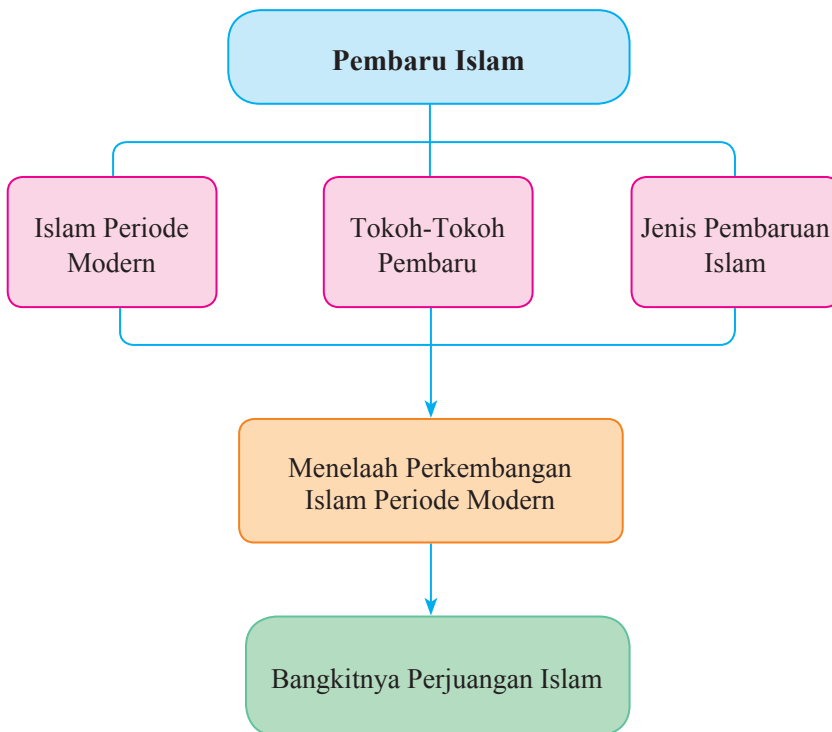 Pembaru Islam
Islam Periode
Modern
Tokoh-Tokoh
Pembaru
Jenis Pembaruan
Islam
Menelaah Perkembangan
Islam Periode Modern
Bangkitnya Perjuangan Islam